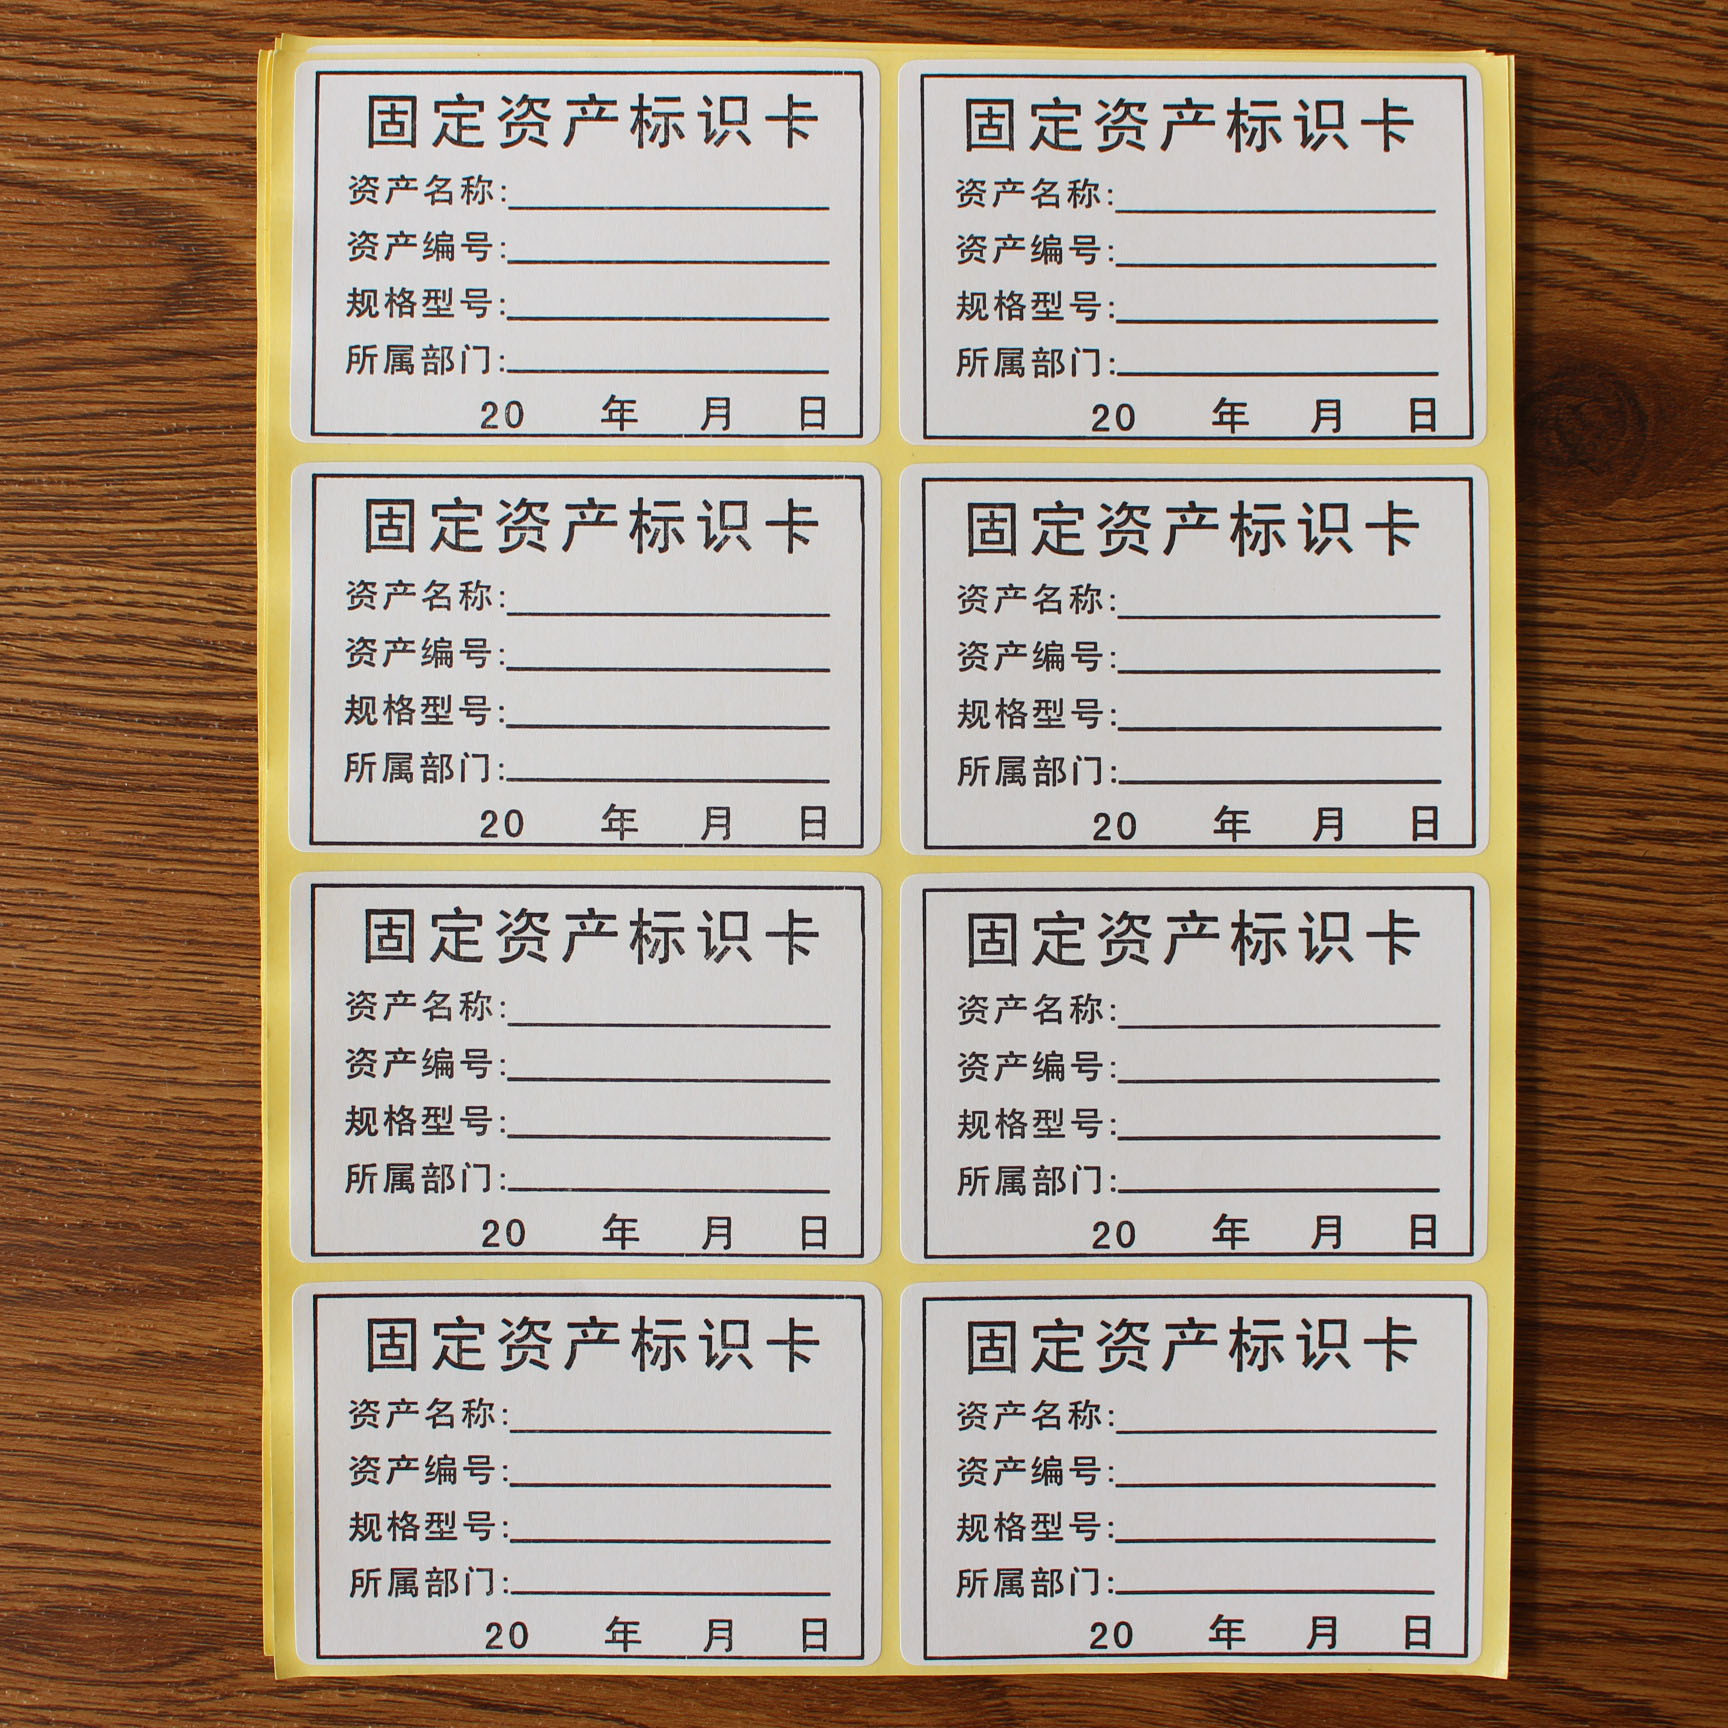 固定资产标识卡
资产名称:
资产编号:
规格型号:
所属部门:
20 年 月 日
固定资产标识卡
资产名称:
资产编号:
规格型号:
所属部门:
20 年 月 日
固定资产标识卡
资产名称:
资产编号:
规格型号:
所属部门:
20 年 月 日
固定资产标识卡
资产名称:
资产编号:
规格型号:
所属部门:
20 年 月 日
固定资产标识卡
资产名称:
资产编号:
规格型号:
所属部门:
20 年 月 日
固定资产标识卡
资产名称:
资产编号:
规格型号:
所属部门:
20 年 月 日
固定资产标识卡
资产名称:
资产编号:
规格型号:
所属部门:
20 年 月 日
固定资产标识卡
资产名称:
资产编号:
规格型号:
所属部门:
20 年 月 日